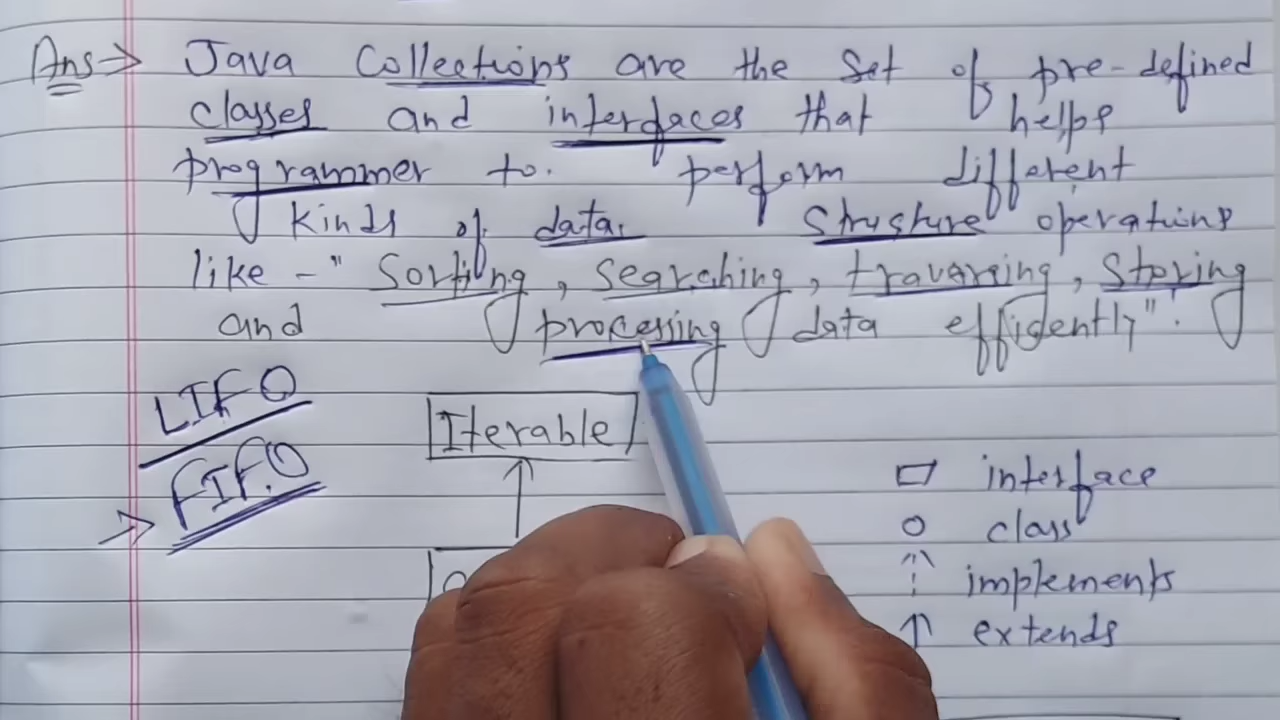 Ans → Java Collections are the set of pre-defined
classes and interfaces that helps
programmer to. perform different
kinds of data. Structure operations
like - " Sorting, searching, traversing, storing
and processing data efficiently".
LIFO
→ FIFO
Iterable
▭ interface
○ class
⇡ implements
↑ extends